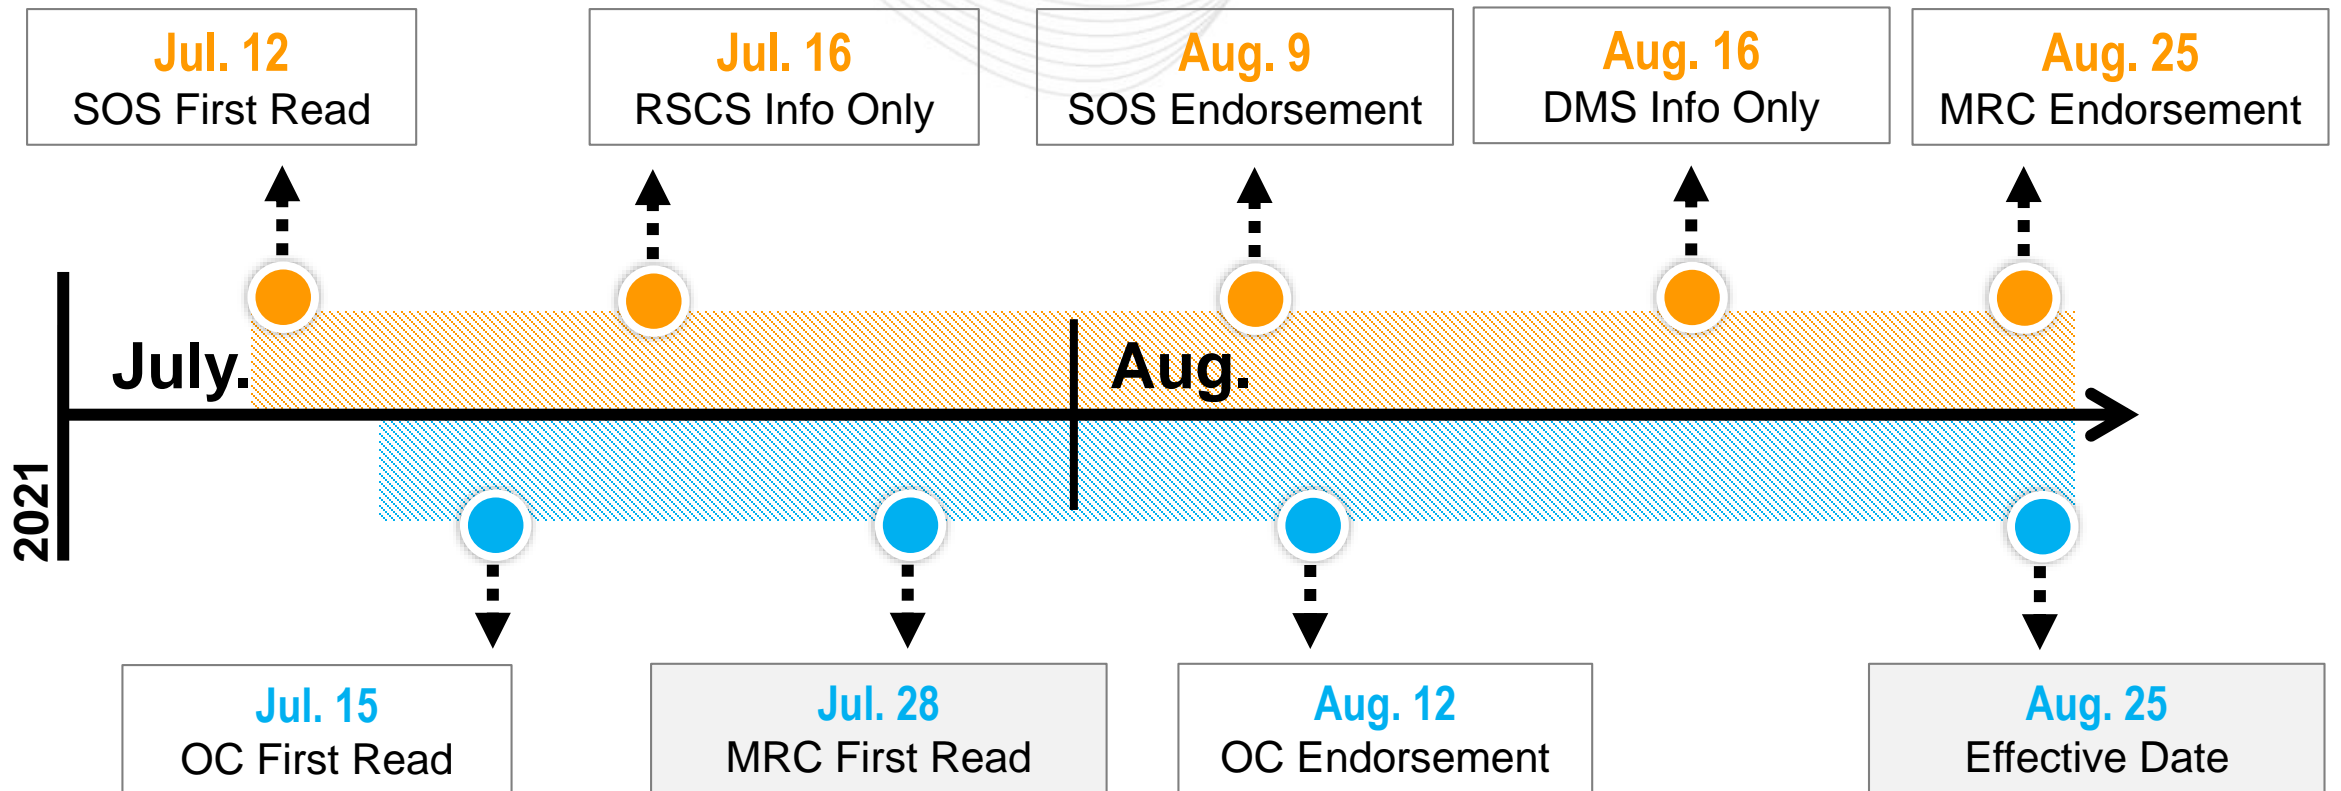 Jul. 12
SOS First Read
Jul. 16
RSCS Info Only
Aug. 9
SOS Endorsement
Aug. 16
DMS Info Only
Aug. 25
MRC Endorsement
July.
Aug.
2021
Jul. 15
OC First Read
Jul. 28
MRC First Read
Aug. 12
OC Endorsement
Aug. 25
Effective Date